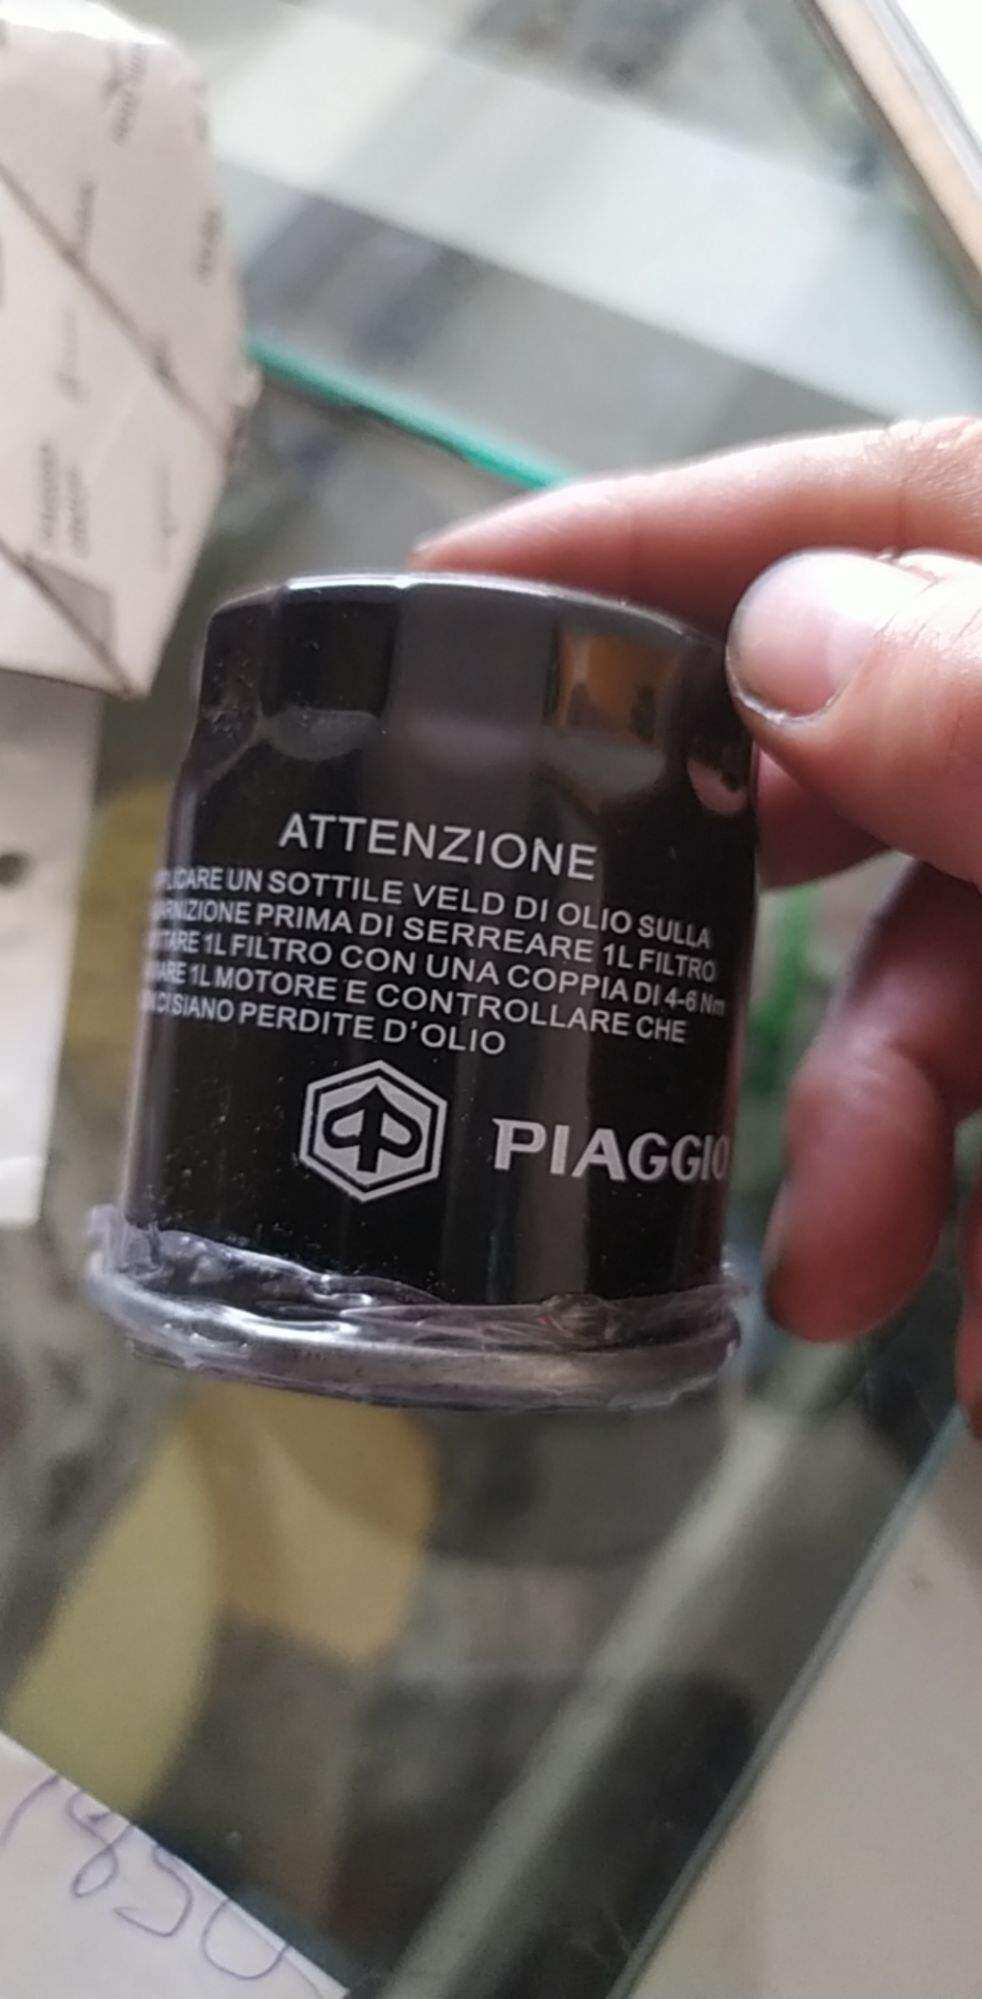 ATTENZIONE
UN SOTTILE VELD DI OLIO SULLA
PRIMA DI SERREARE 1L FILTRO
1L FILTRO CON UNA COPPIA DI 4-6 Nm
1L MOTORE E CONTROLLARE CHE
SIANO PERDITE D'OLIO
PIAGGIO